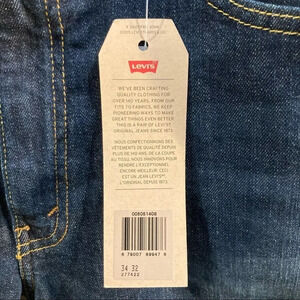 LEVI'S
WE'VE BEEN CRAFTING
QUALITY CLOTHING FOR
OVER 140 YEARS. FROM OUR
FITS TO FABRICS, WE KEEP
PIONEERING WAYS TO MAKE
GREAT THINGS EVEN BETTER.
THIS IS A PAIR OF LEVI'S®
ORIGINAL JEANS SINCE 1873.
NOUS CONFECTIONNONS DES
VÊTEMENTS DE QUALITÉ DEPUIS
PLUS DE 140 ANS. DE LA COUPE
AU TISSU, NOUS INNOVONS POUR
RENDRE L'EXCEPTIONNEL
ENCORE MEILLEUR. CECI
EST UN JEAN LEVI'S®,
L'ORIGINAL DEPUIS 1873.
005081408
34 32
277422